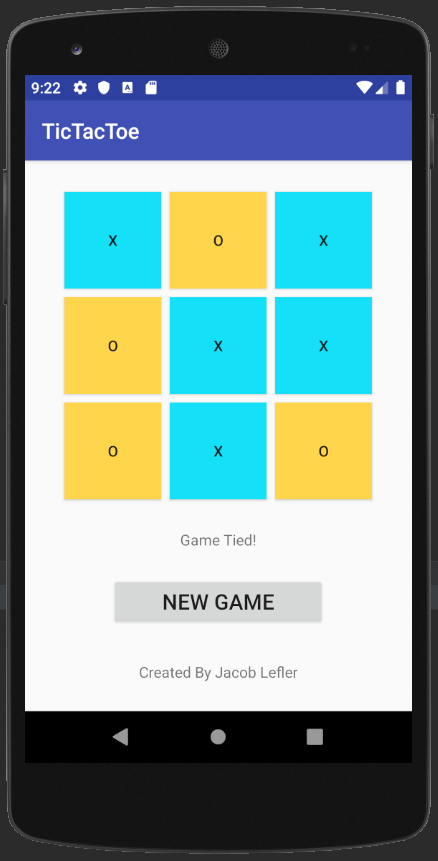 9:22
TicTacToe
X O X
O X X
O X O
Game Tied!
NEW GAME
Created By Jacob Lefler